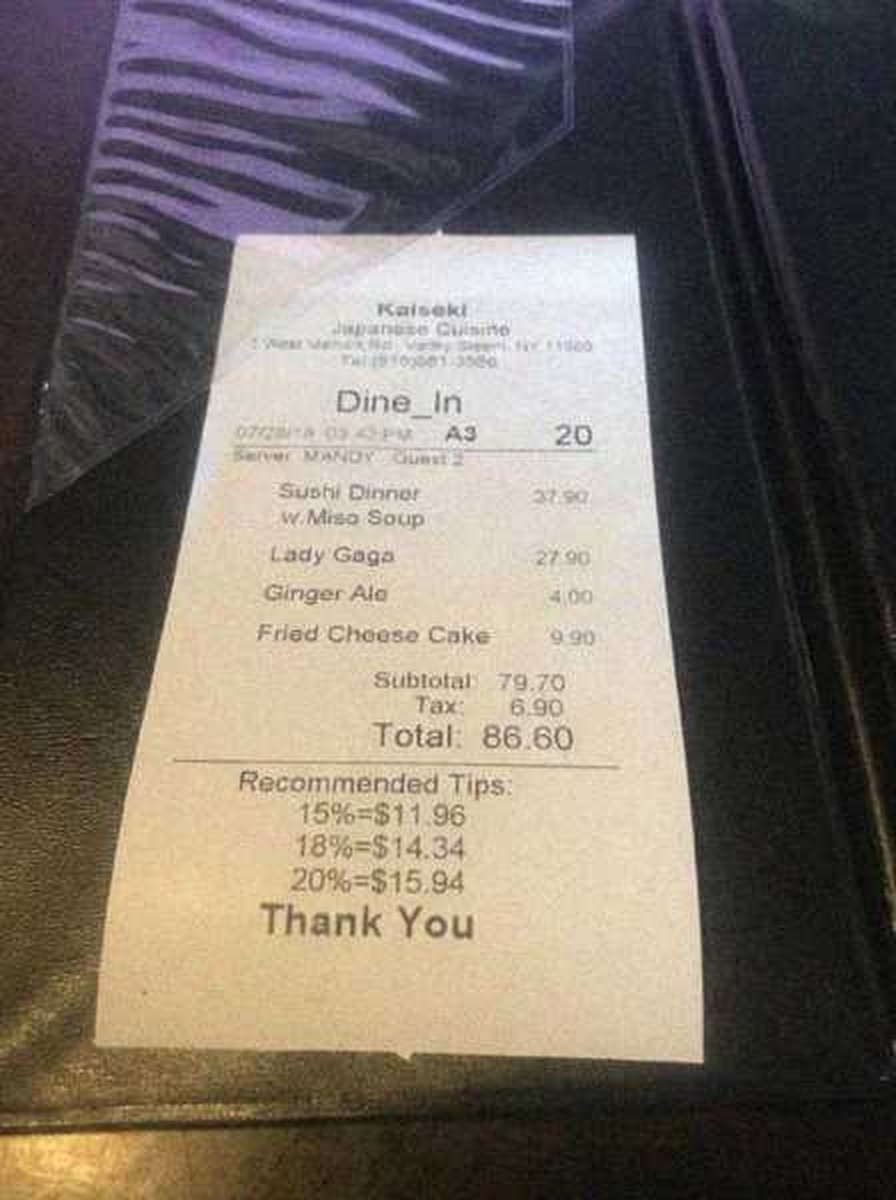 Kaiseki
Japanese Cuisine
NY
Dine_In
PM A3 20
Server MANDY Guest 2
Sushi Dinner 37.90
w.Miso Soup
Lady Gaga 27.90
Ginger Ale 4.00
Fried Cheese Cake 9.90
Subtotal: 79.70
Tax: 6.90
Total: 86.60
Recommended Tips:
15%=$11.96
18%=$14.34
20%=$15.94
Thank You